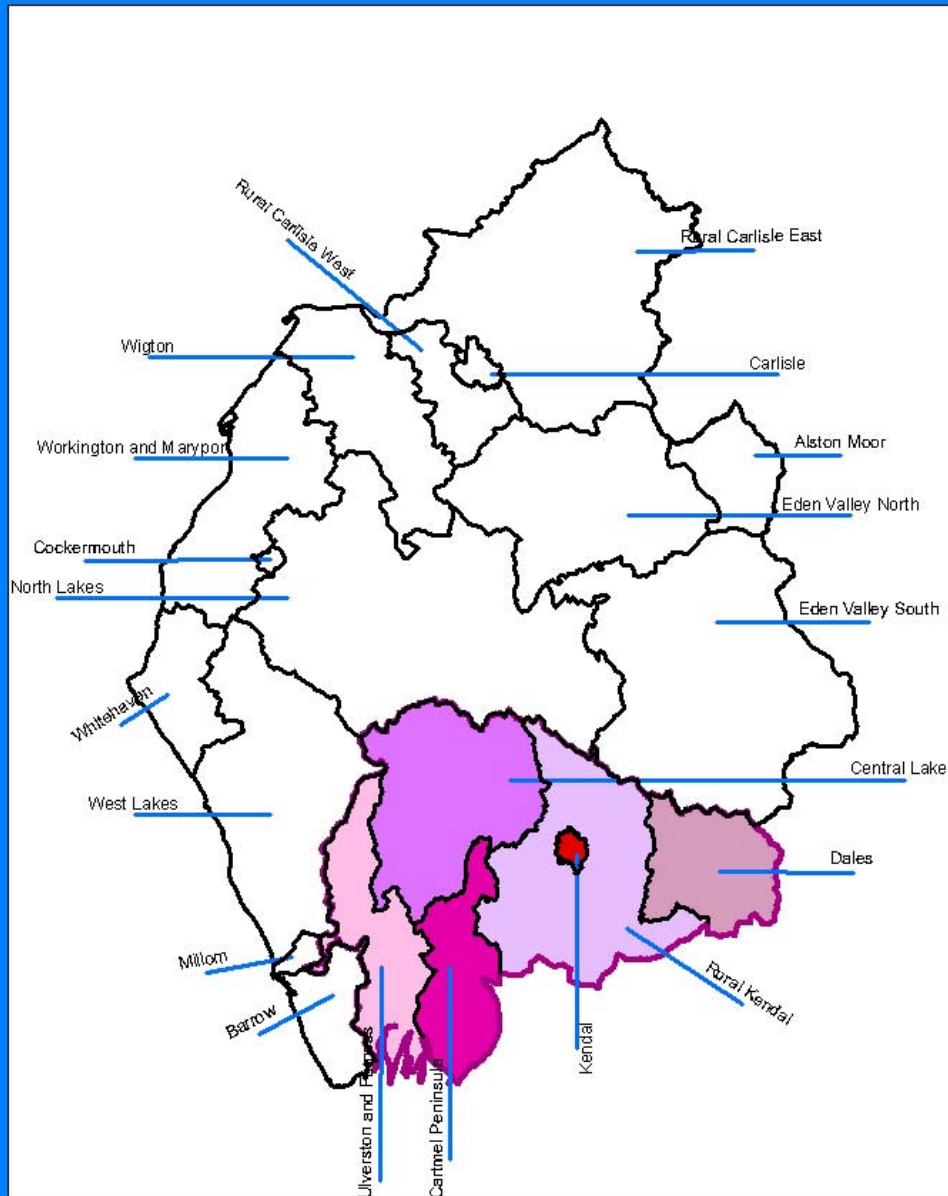 Rural Carlisle West
Rural Carlisle East
Wigton
Carlisle
Workington and Marypor
Alston Moor
Eden Valley North
Cockermouth
North Lakes
Eden Valley South
Whitehaven
Central Lake
West Lakes
Dales
Millom
Rural Kendal
Barrow
Kendal
Ulverston and Furness
Cartmel Peninsula